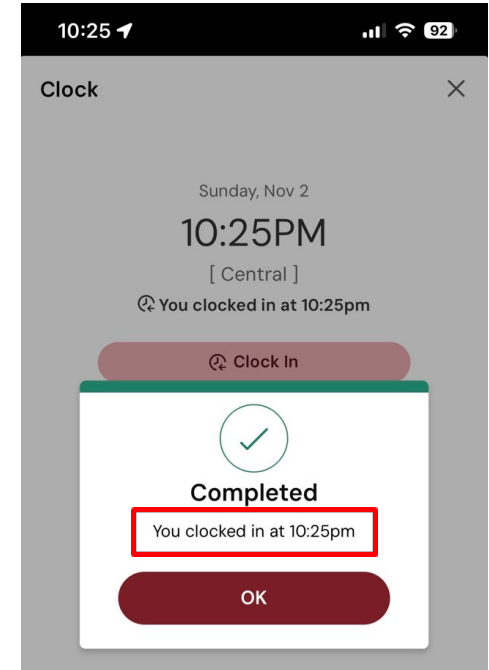 10:25
92
Clock
Sunday, Nov 2
10:25PM
[ Central ]
You clocked in at 10:25pm
Clock In
Completed
You clocked in at 10:25pm
OK